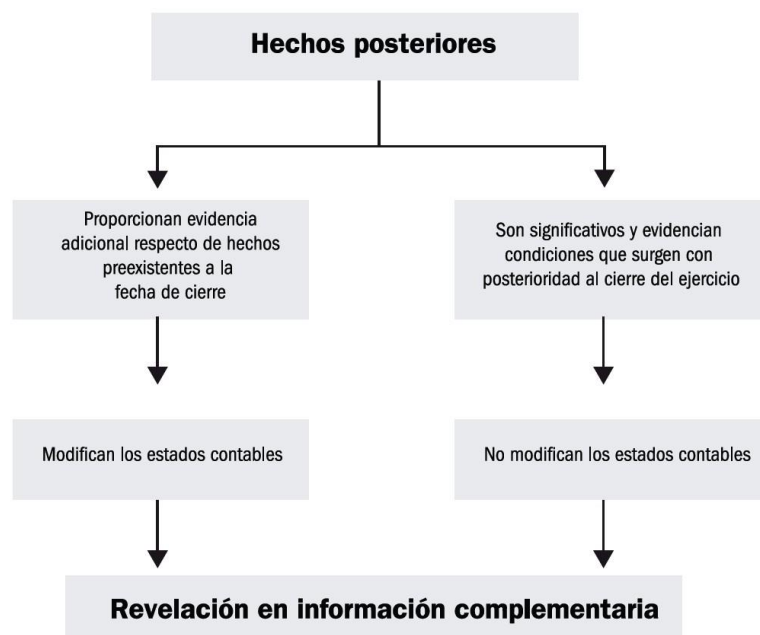 Hechos posteriores
Proporcionan evidencia
adicional respecto de hechos
preexistentes a la
fecha de cierre
Son significativos y evidencian
condiciones que surgen con
posterioridad al cierre del ejercicio
Modifican los estados contables
No modifican los estados contables
Revelación en información complementaria